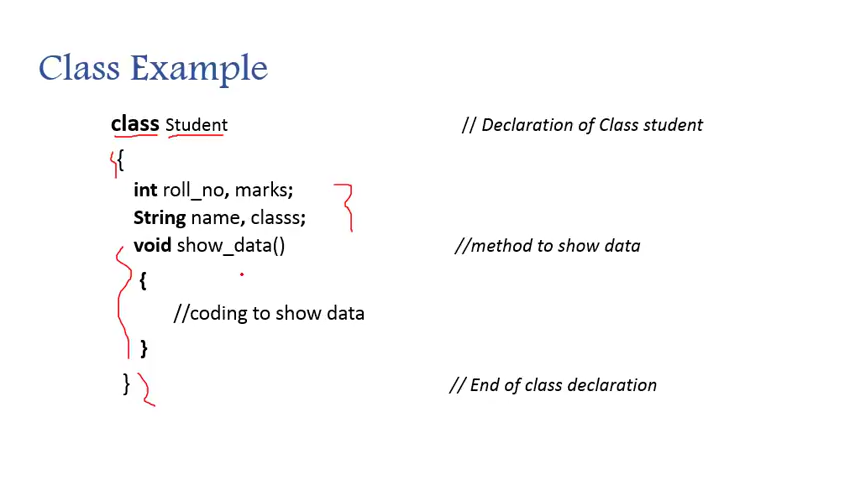 Class Example
class Student // Declaration of Class student
{
int roll_no, marks;
String name, classs;
void show_data() //method to show data
{
//coding to show data
}
} // End of class declaration